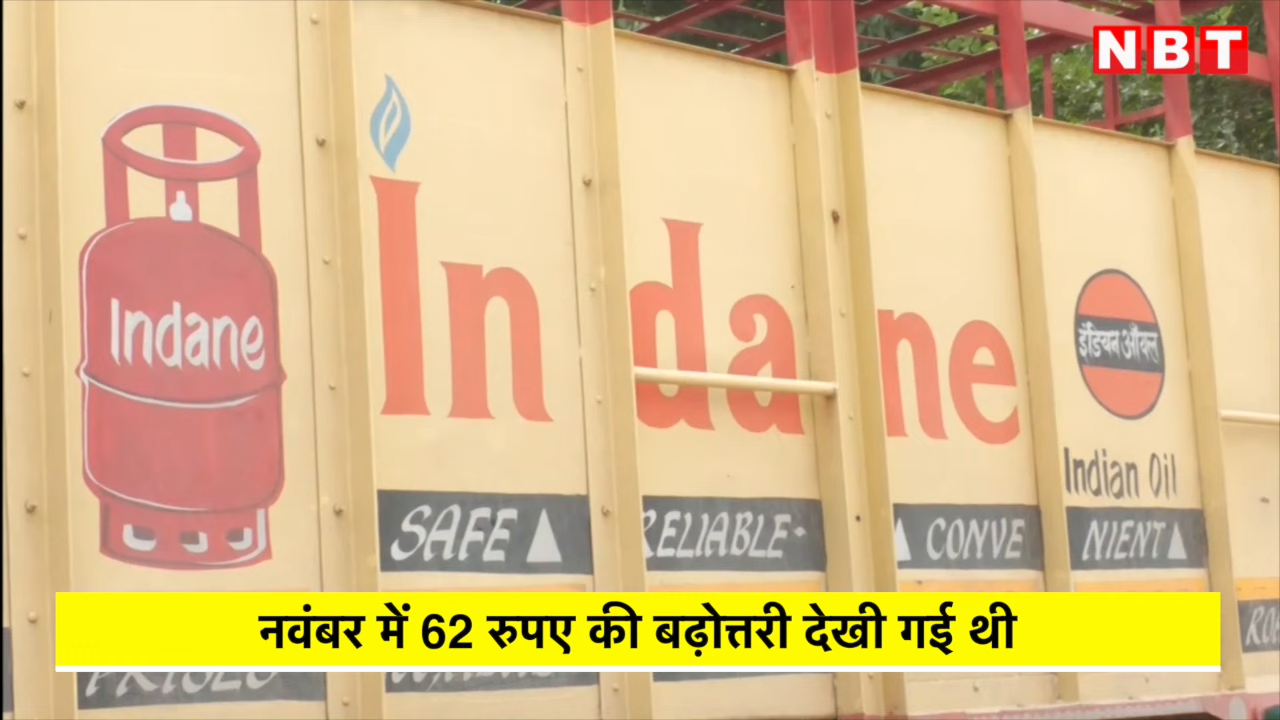 NBT
Indane
Indane
इंडियन ऑयल
Indian Oil
SAFE ▲ RELIABLE- ▲ CONVE NIENT ▲
नवंबर में 62 रुपए की बढ़ोत्तरी देखी गई थी